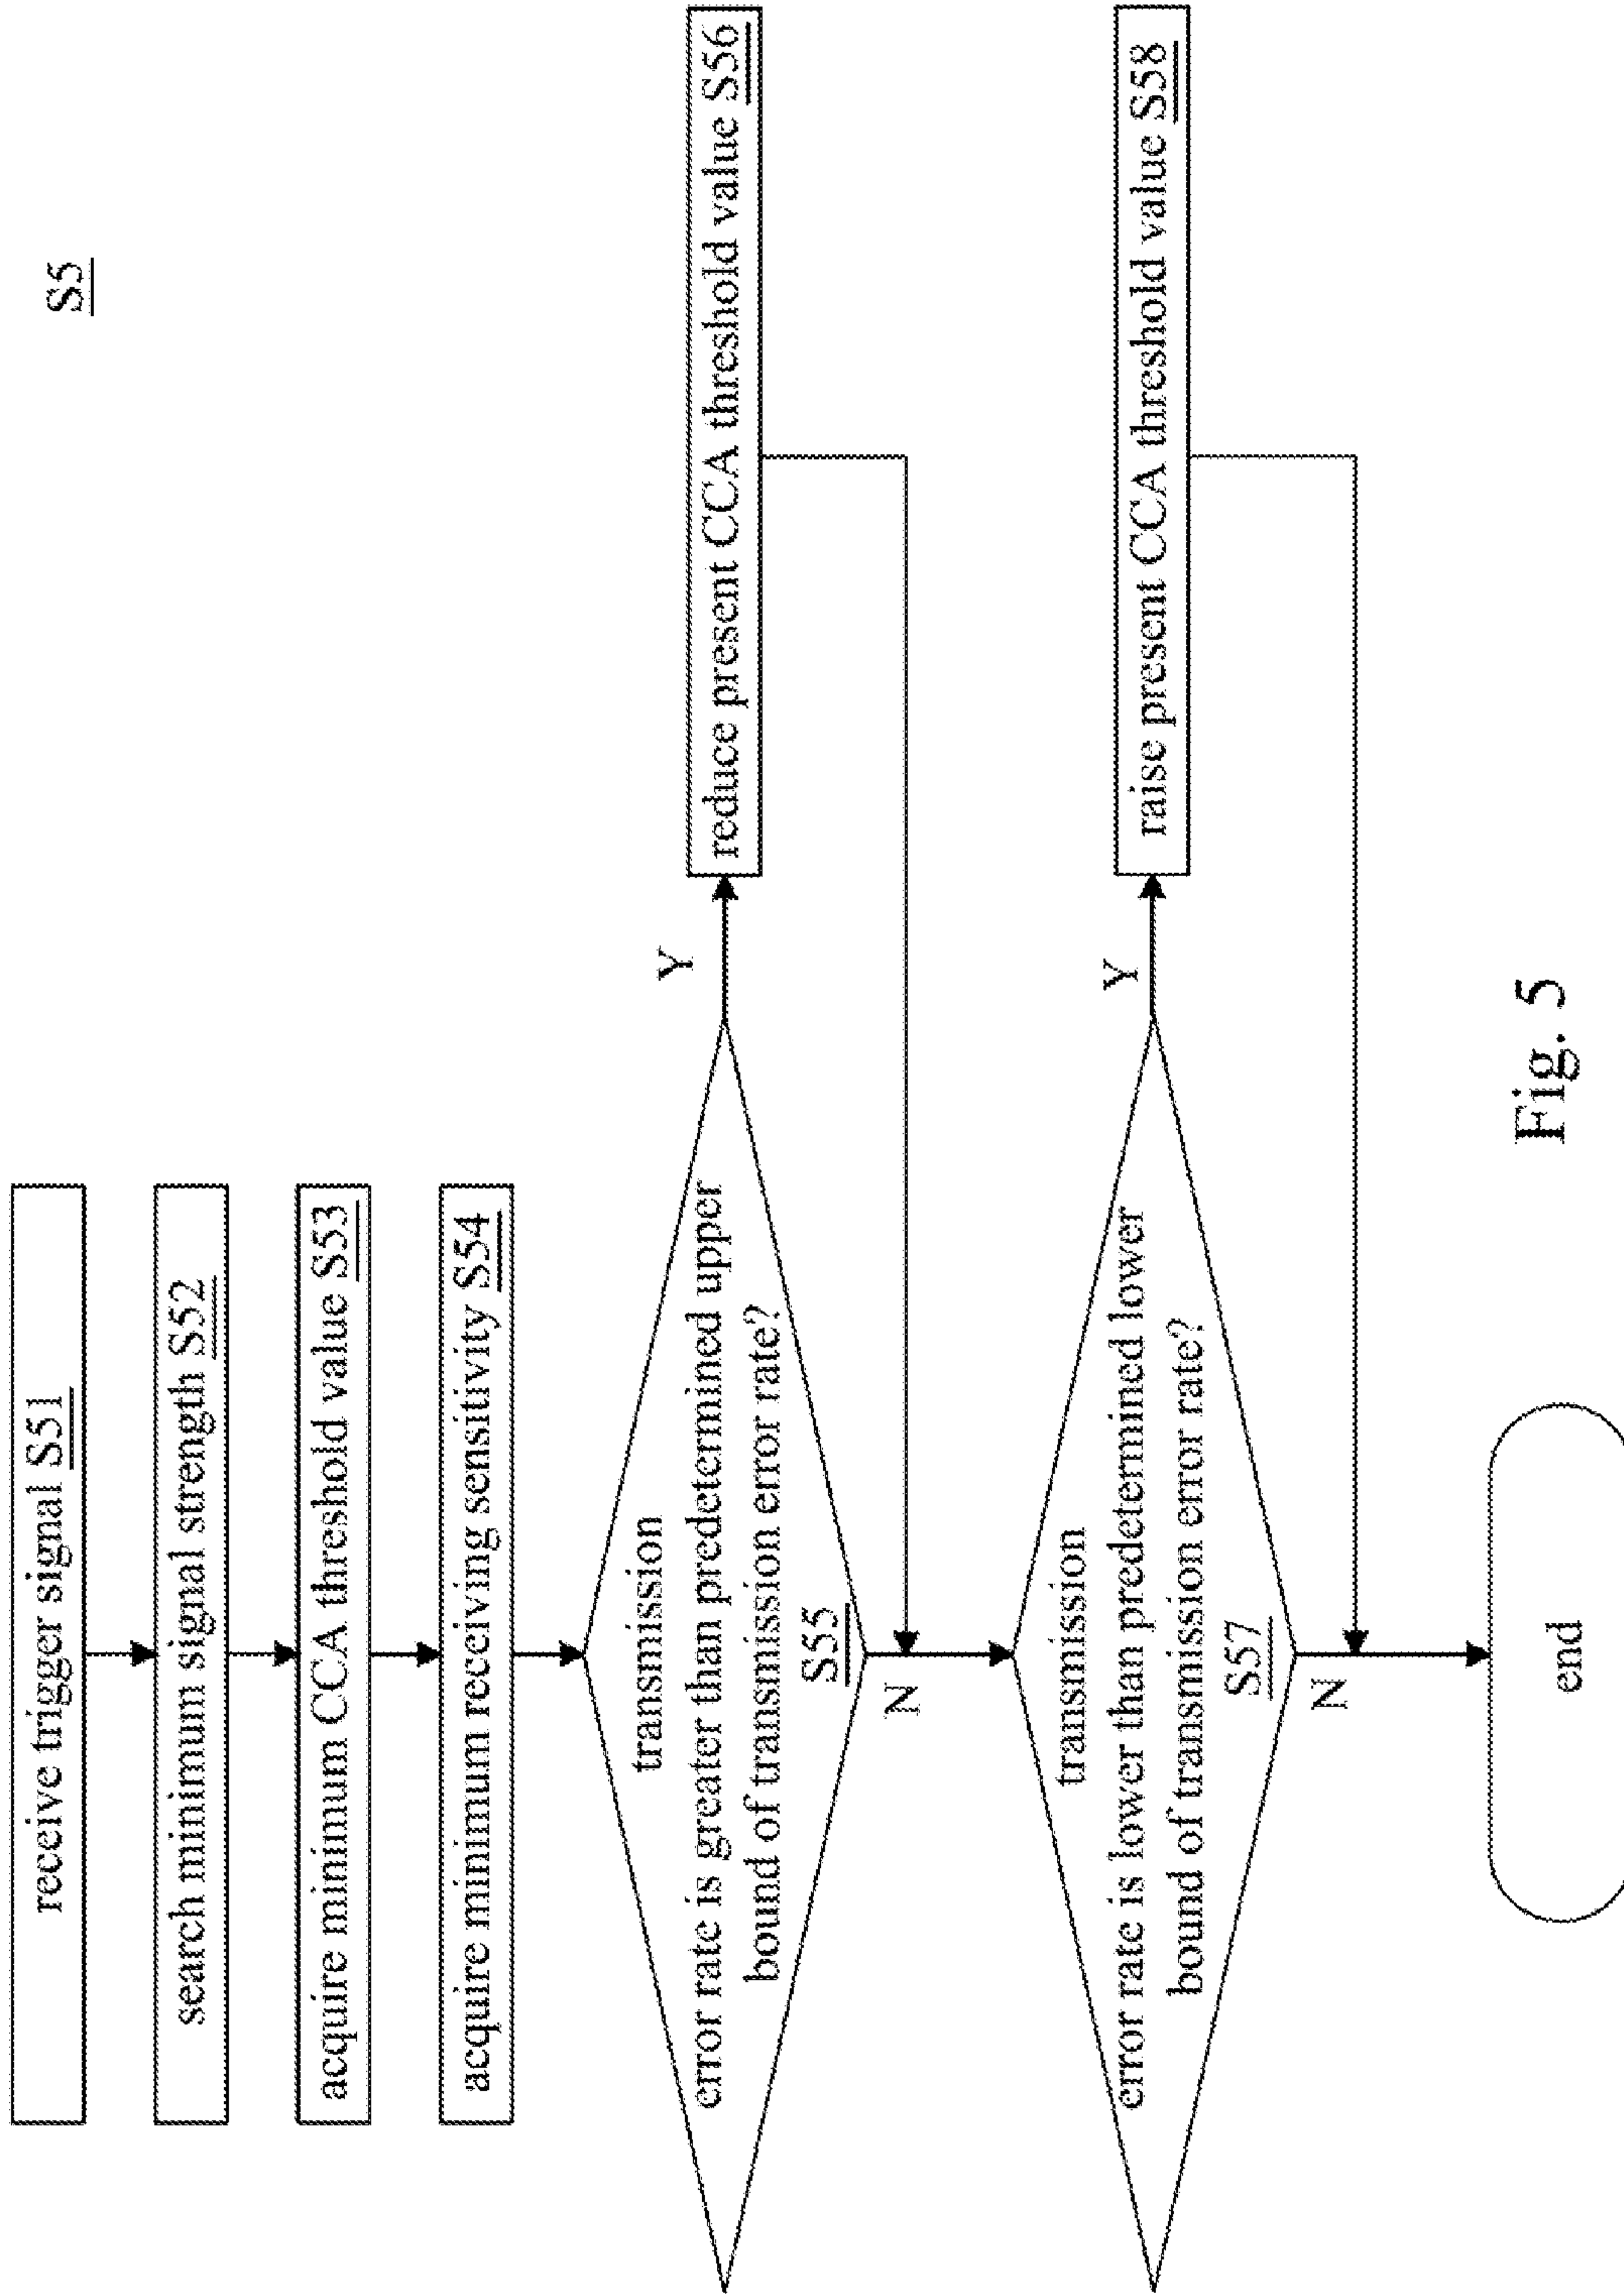 S5
receive trigger signal S51
search minimum signal strength S52
acquire minimum CCA threshold value S53
acquire minimum receiving sensitivity S54
transmission
error rate is greater than predetermined upper
bound of transmission error rate?
S55
Y
reduce present CCA threshold value S56
N
transmission
error rate is lower than predetermined lower
bound of transmission error rate?
S57
Y
raise present CCA threshold value S58
N
end
Fig. 5